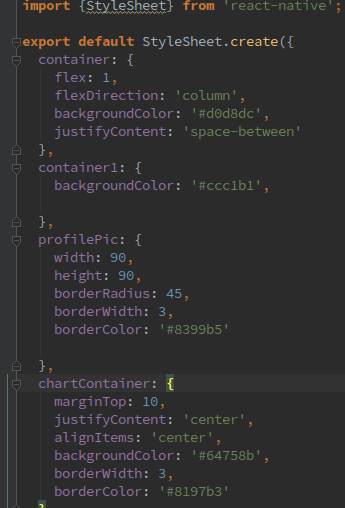 import {StyleSheet} from 'react-native';
export default StyleSheet.create({
container: {
flex: 1,
flexDirection: 'column',
backgroundColor: '#d0d8dc',
justifyContent: 'space-between'
},
container1: {
backgroundColor: '#ccc1b1',
},
profilePic: {
width: 90,
height: 90,
borderRadius: 45,
borderWidth: 3,
borderColor: '#8399b5'
},
chartContainer: {
marginTop: 10,
justifyContent: 'center',
alignItems: 'center',
backgroundColor: '#64758b',
borderWidth: 3,
borderColor: '#8197b3'
}